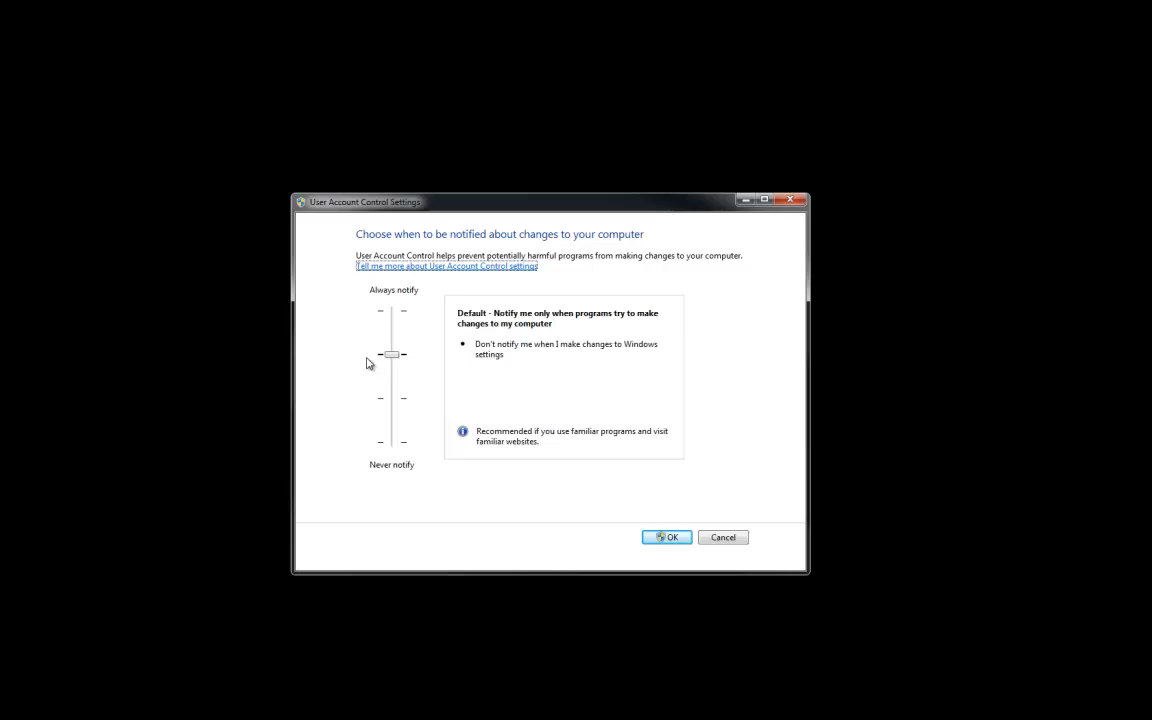 User Account Control Settings
Choose when to be notified about changes to your computer
User Account Control helps prevent potentially harmful programs from making changes to your computer.
Tell me more about User Account Control settings
Always notify
Default - Notify me only when programs try to make
changes to my computer
Don't notify me when I make changes to Windows
settings
Recommended if you use familiar programs and visit
familiar websites.
Never notify
OK Cancel